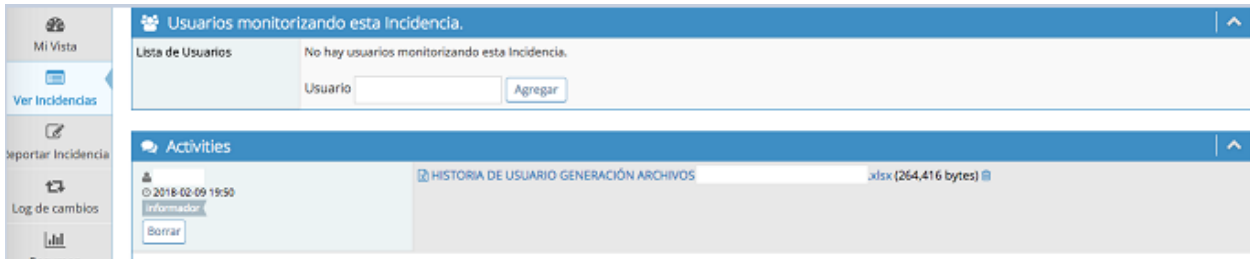 Mi Vista
Ver Incidencias
Reportar Incidencia
Log de cambios
Usuarios monitorizando esta Incidencia.
Lista de Usuarios
No hay usuarios monitorizando esta Incidencia.
Usuario
Agregar
Activities
2018-02-09 19:50
informador
Borrar
HISTORIA DE USUARIO GENERACIÓN ARCHIVOS .xlsx (264,416 bytes)